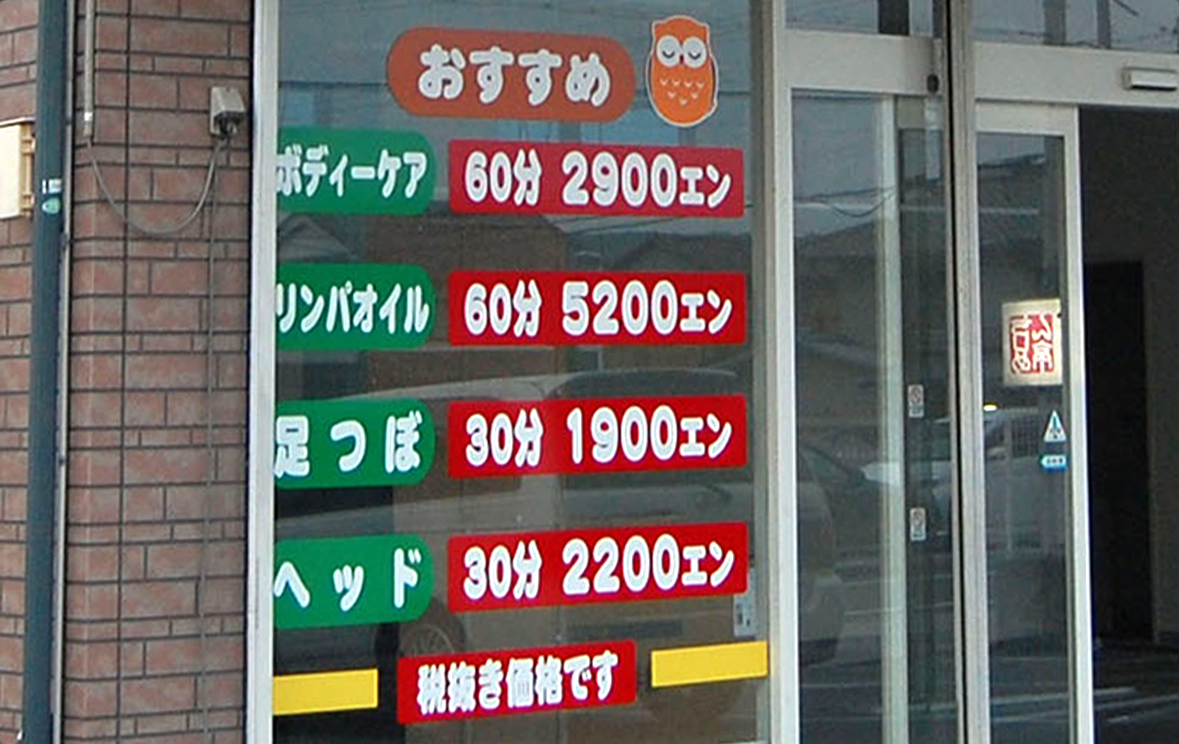 おすすめ
ボディーケア 60分 2900エン
リンパオイル 60分 5200エン
足つぼ 30分 1900エン
ヘッド 30分 2200エン
税抜き価格です